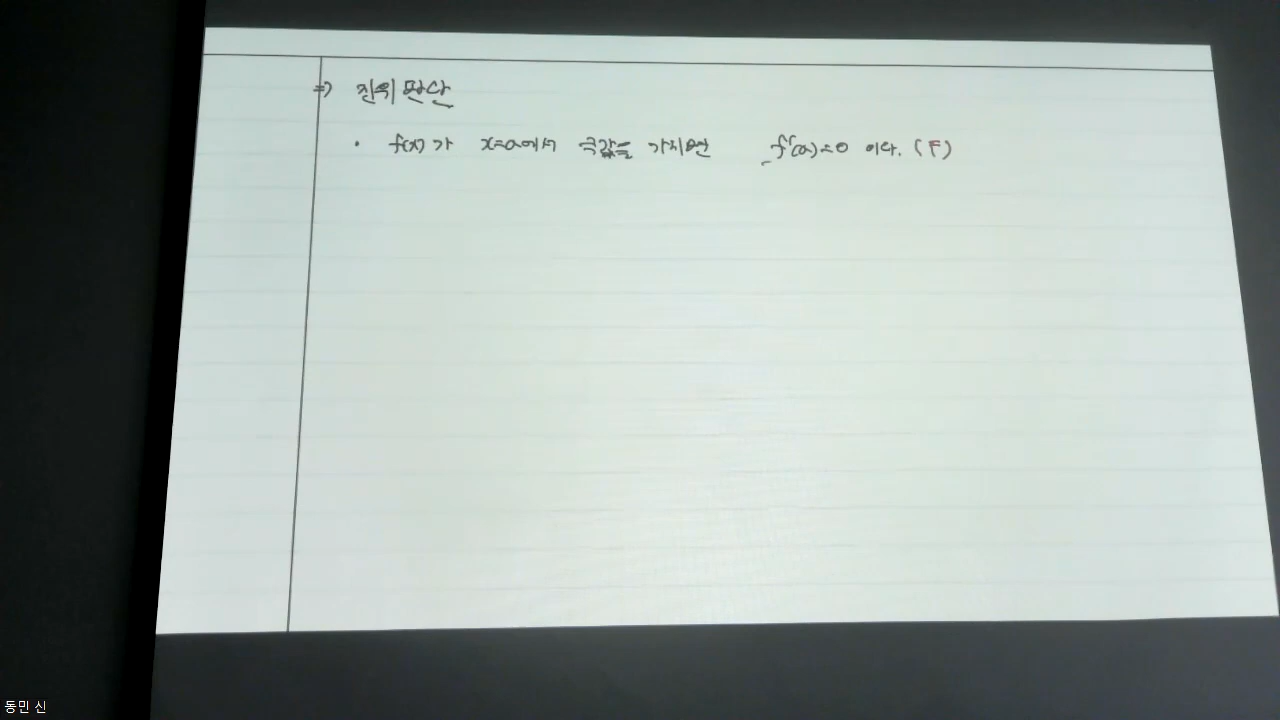 ⇒ 진위 판단
· f(x)가 x=a에서 극값을 가지면 f'(a)=0 이다. (F)
동민 신